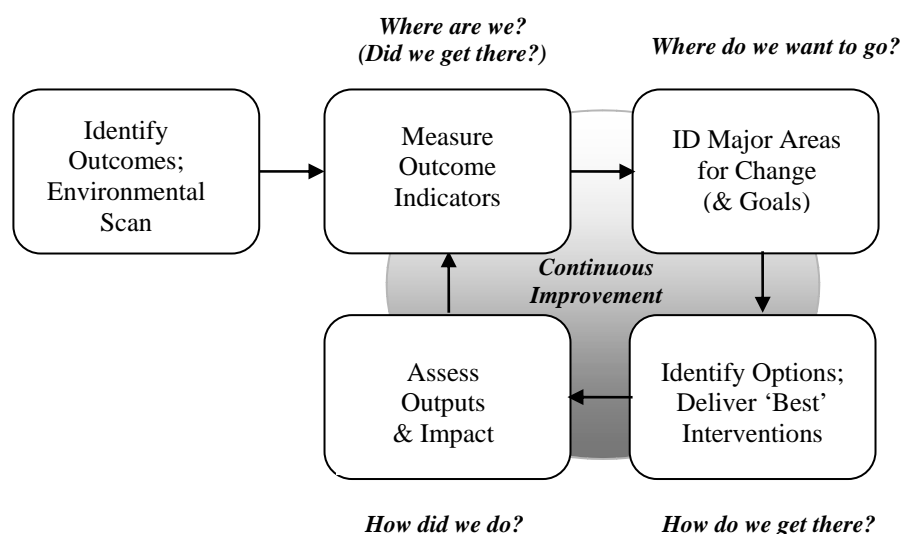 Where are we?
(Did we get there?)
Where do we want to go?
Identify
Outcomes;
Environmental
Scan
Measure
Outcome
Indicators
ID Major Areas
for Change
(& Goals)
Continuous
Improvement
Assess
Outputs
& Impact
Identify Options;
Deliver ‘Best’
Interventions
How did we do?
How do we get there?